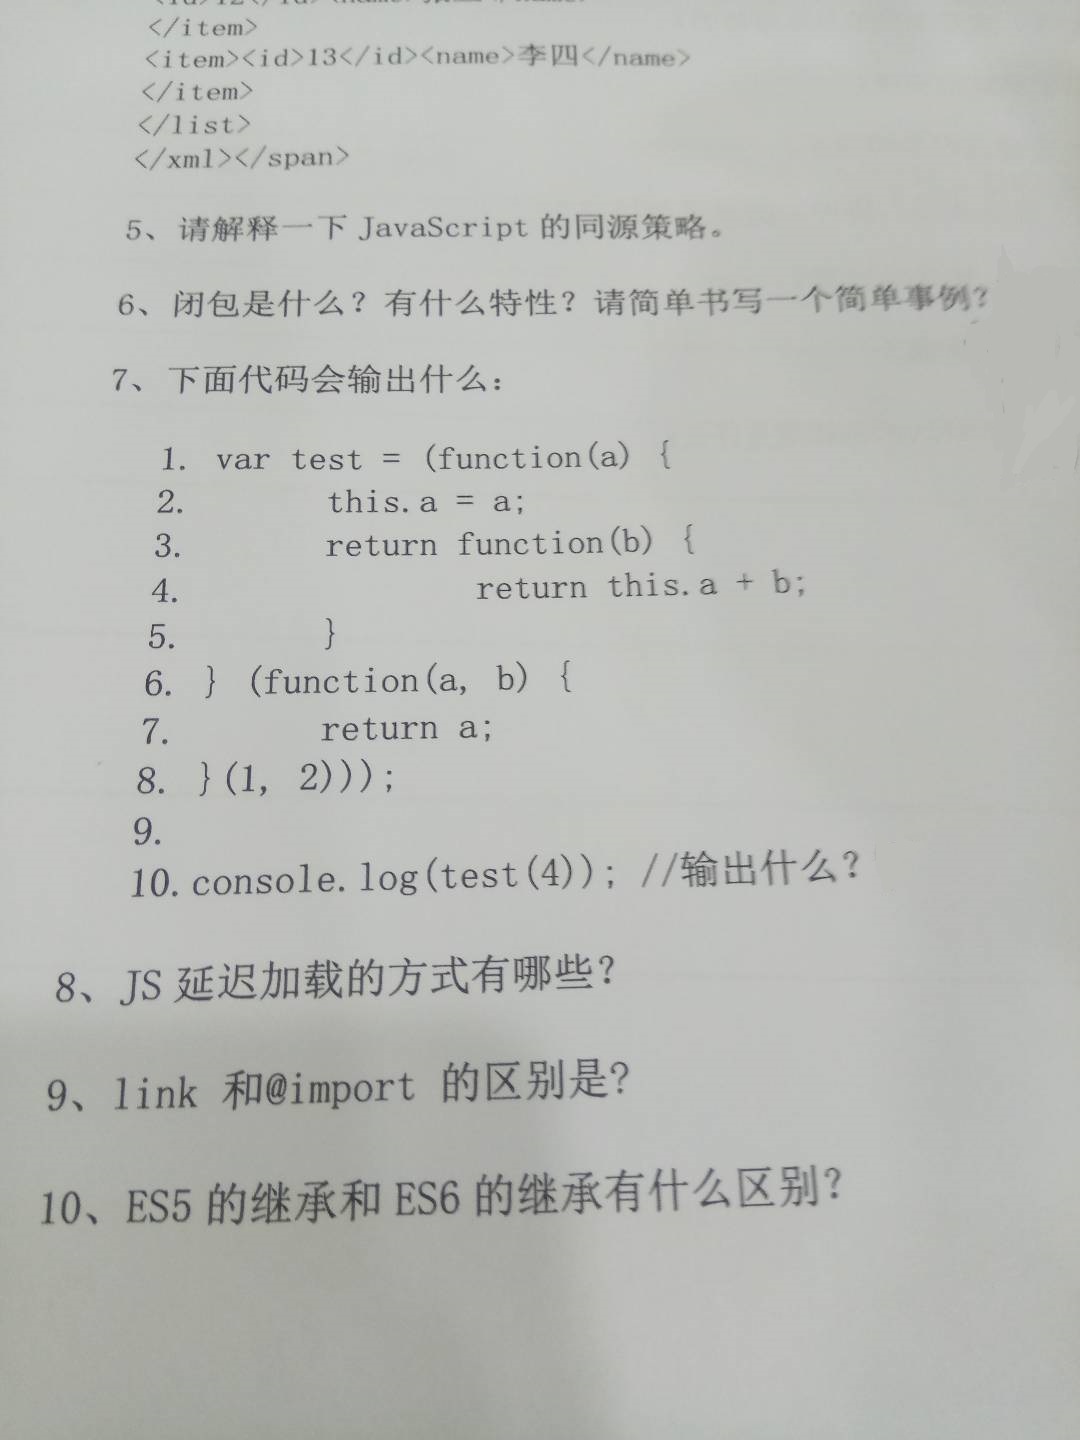 </item>
<item><id>13</id><name>李四</name>
</item>
</list>
</xml></span>
5、请解释一下 JavaScript 的同源策略。
6、闭包是什么？有什么特性？请简单书写一个简单事例？
7、下面代码会输出什么：
1. var test = (function(a) {
2. this.a = a;
3. return function(b) {
4. return this.a + b;
5. }
6. } (function(a, b) {
7. return a;
8. }(1, 2)));
9.
10. console.log(test(4)); //输出什么？
8、JS 延迟加载的方式有哪些？
9、link 和@import 的区别是?
10、ES5 的继承和 ES6 的继承有什么区别？